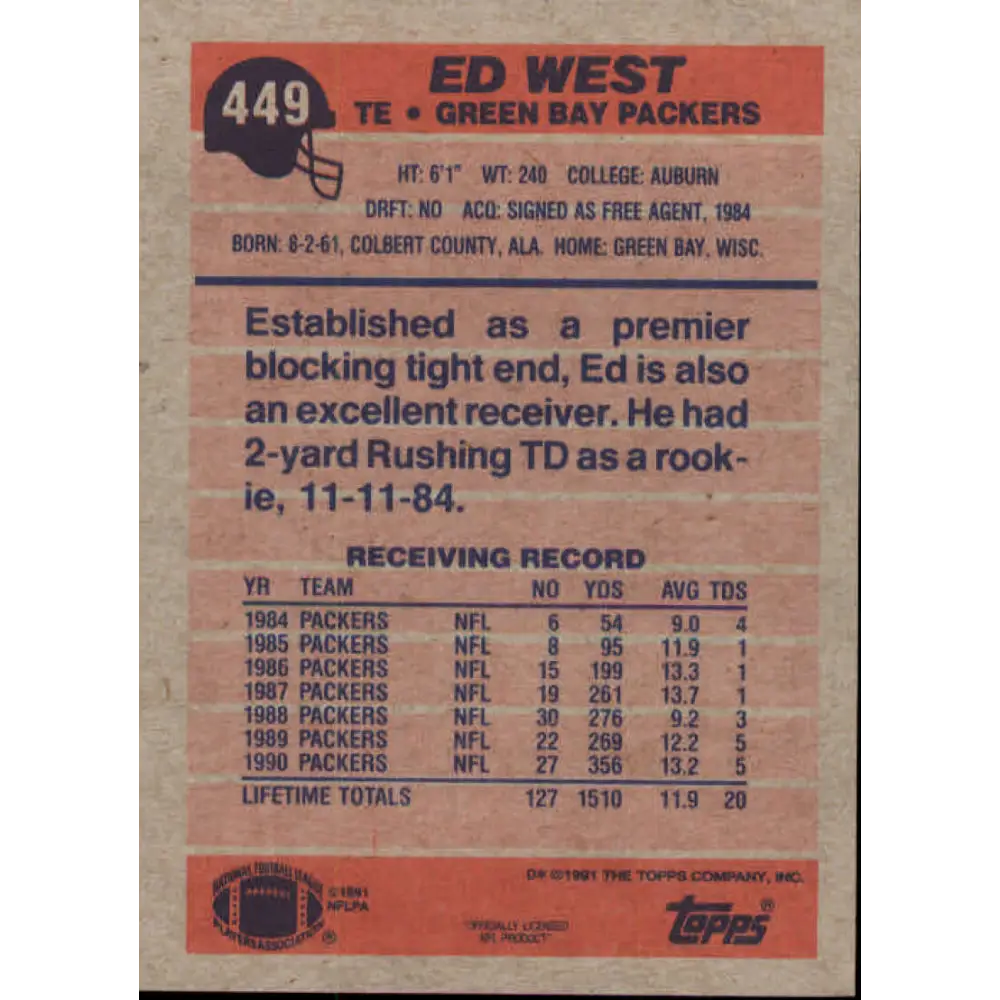 449
ED WEST
TE • GREEN BAY PACKERS
HT: 6'1" WT: 240 COLLEGE: AUBURN
DRFT: NO ACQ: SIGNED AS FREE AGENT, 1984
BORN: 8-2-61, COLBERT COUNTY, ALA. HOME: GREEN BAY, WISC.
Established as a premier
blocking tight end, Ed is also
an excellent receiver. He had
2-yard Rushing TD as a rook-
ie, 11-11-84.
RECEIVING RECORD
YR TEAM NO YDS AVG TDS
1984 PACKERS NFL 6 54 9.0 4
1985 PACKERS NFL 8 95 11.9 1
1986 PACKERS NFL 15 199 13.3 1
1987 PACKERS NFL 19 261 13.7 1
1988 PACKERS NFL 30 276 9.2 3
1989 PACKERS NFL 22 269 12.2 5
1990 PACKERS NFL 27 356 13.2 5
LIFETIME TOTALS 127 1510 11.9 20
NATIONAL FOOTBALL LEAGUE
PLAYERS
PLAYERS ASSOCIATION ®
©1991
NFLPA
"OFFICIALLY LICENSED
NFL PRODUCT"
D* ©1991 THE TOPPS COMPANY, INC.
topps®